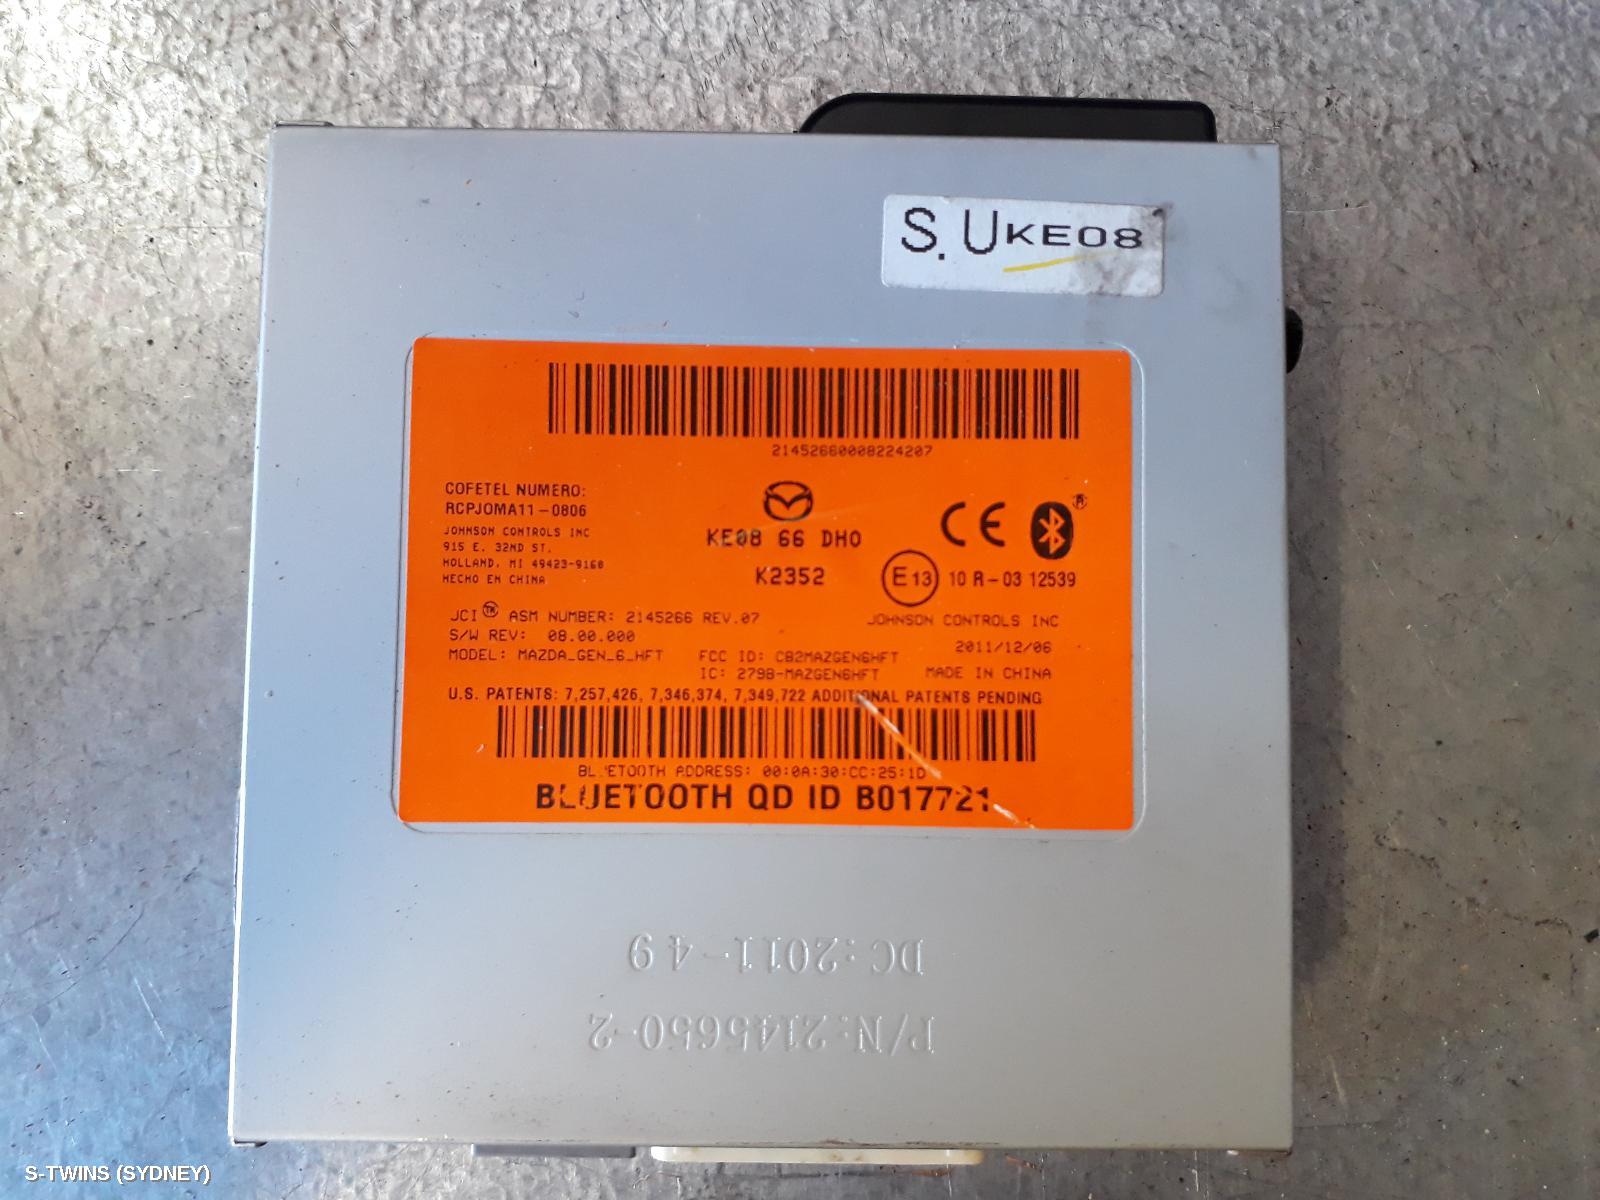 S.UKE08
21452660008224207
COFETEL NUMERO:
RCPJOMA11-0806
JOHNSON CONTROLS INC
915 E. 32ND ST.
HOLLAND, MI 49423-9160
HECHO EN CHINA
KE08 66 DH0
K2352
CE
E13 10 R-03 12539
JCI™ ASM NUMBER: 2145266 REV.07
JOHNSON CONTROLS INC
S/W REV: 08.00.000
2011/12/06
MODEL: MAZDA_GEN_6_HFT
FCC ID: CB2MAZGEN6HFT
IC: 279B-MAZGEN6HFT
MADE IN CHINA
U.S. PATENTS: 7,257,426, 7,346,374, 7,349,722 ADDITIONAL PATENTS PENDING
BLUETOOTH ADDRESS: 00:0A:30:CC:25:1D
BLUETOOTH QD ID B017721
DC:2011-49
P/N:2145650-2
S-TWINS (SYDNEY)